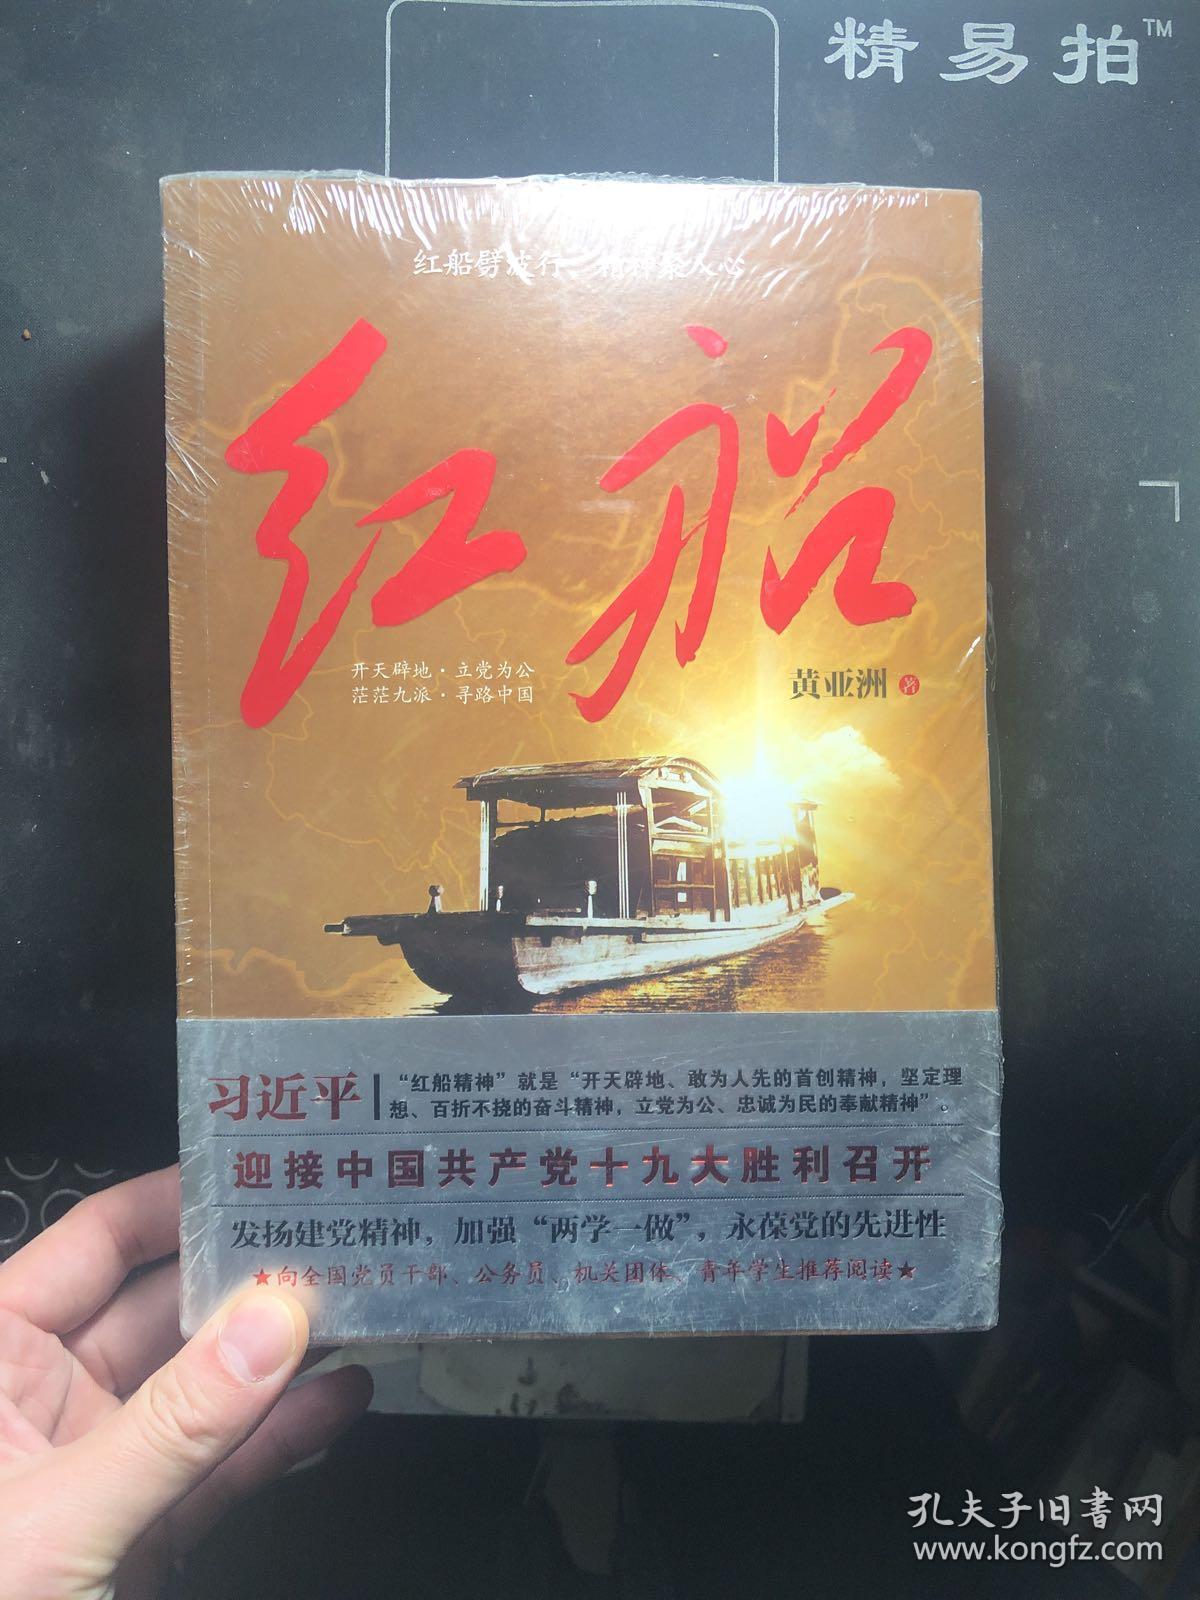 精易拍™
红船劈波行、精神聚人心
红船
开天辟地·立党为公
茫茫九派·寻路中国
黄亚洲 著
习近平
“红船精神”就是“开天辟地、敢为人先的首创精神，坚定理
想、百折不挠的奋斗精神，立党为公、忠诚为民的奉献精神”。
迎接中国共产党十九大胜利召开
发扬建党精神，加强“两学一做”，永葆党的先进性
★向全国党员干部、公务员、机关团体、青年学生推荐阅读★
孔夫子旧书网
www.kongfz.com